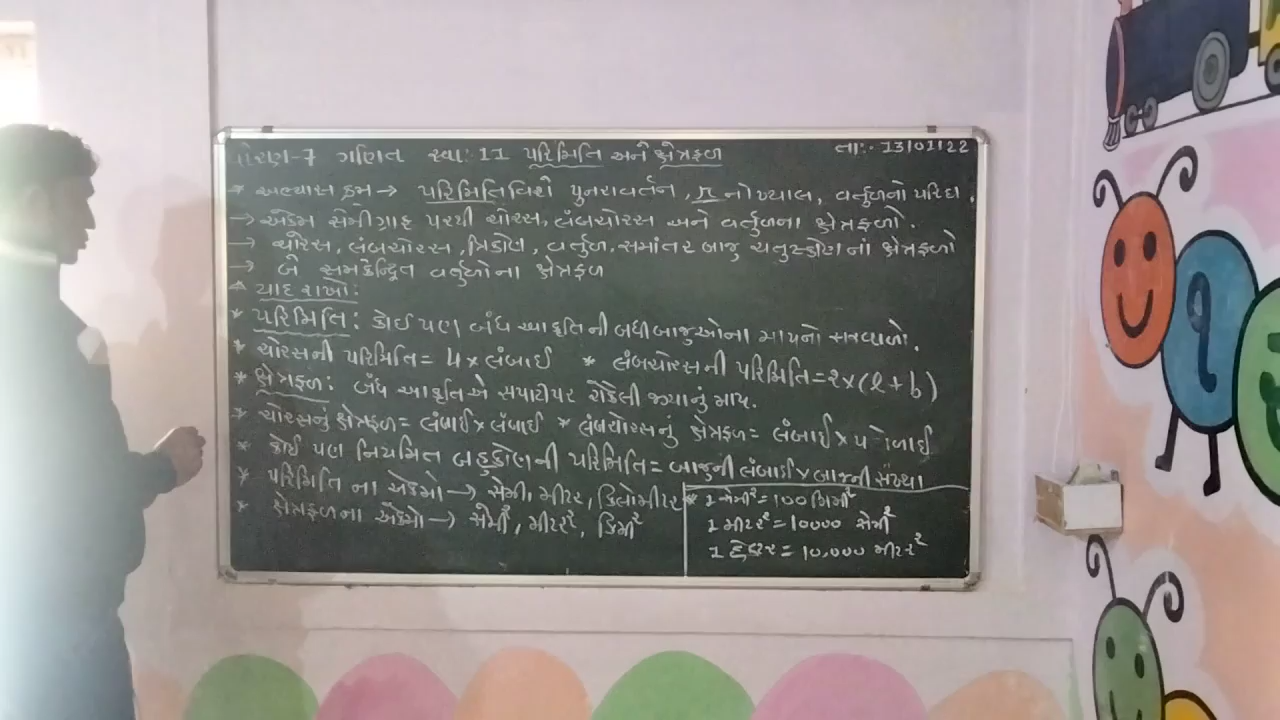 ધોરણ-7 ગણિત સ્વા: 11 પરિમિતિ અને ક્ષેત્રફળ તા:- 13/01/22
* અભ્યાસ ક્રમ → પરિમિતિ વિશે પુનરાવર્તન, π નો ખ્યાલ, વર્તુળનો પરિઘ.
→ એકમ સેમીગ્રાફ પરથી ચોરસ, લંબચોરસ અને વર્તુળના ક્ષેત્રફળો.
→ ચોરસ, લંબચોરસ, ત્રિકોણ, વર્તુળ, સમાંતર બાજુ ચતુષ્કોણનાં ક્ષેત્રફળો
→ બે સમકેન્દ્રિત વર્તુળોના ક્ષેત્રફળ
* યાદ રાખો:
* પરિમિતિ: કોઈ પણ બંધ આકૃતિની બધી બાજુઓના માપનો સરવાળો.
* ચોરસની પરિમિતિ = 4 × લંબાઈ * લંબચોરસની પરિમિતિ = 2 × (l + b)
* ક્ષેત્રફળ: બંધ આકૃતિએ સપાટી પર રોકેલી જગ્યાનું માપ.
* ચોરસનું ક્ષેત્રફળ = લંબાઈ × લંબાઈ * લંબચોરસનું ક્ષેત્રફળ = લંબાઈ × પહોળાઈ
* કોઈ પણ નિયમિત બહુકોણની પરિમિતિ = બાજુની લંબાઈ × બાજુની સંખ્યા
* પરિમિતિ ના એકમો → સેમી, મીટર, કિલોમીટર
* ક્ષેત્રફળના એકમો → સેમી², મીટર², કિમી²
* 1 સેમી² = 100 મિમી²
1 મીટર² = 10000 સેમી²
1 હેક્ટર = 10,000 મીટર²